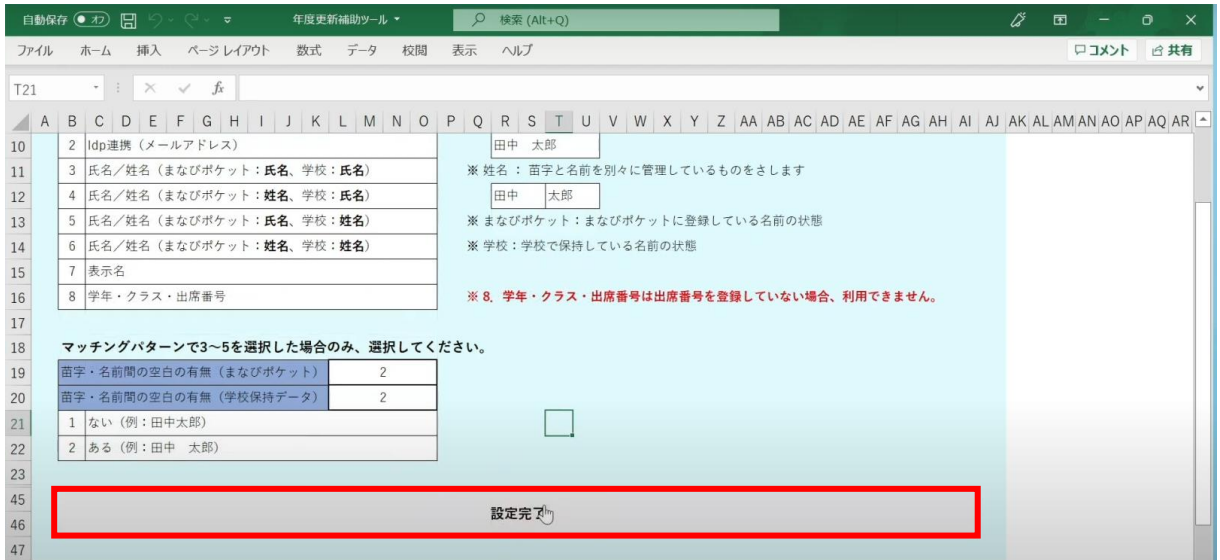 自動保存 オフ 年度更新補助ツール 検索 (Alt+Q)
ファイル ホーム 挿入 ページ レイアウト 数式 データ 校閲 表示 ヘルプ コメント 共有
T21 fx
A B C D E F G H I J K L M N O P Q R S T U V W X Y Z AA AB AC AD AE AF AG AH AI AJ AK AL AM AN AO AP AQ AR
10 2 Idp連携（メールアドレス） 田中 太郎
11 3 氏名／姓名（まなびポケット：氏名、学校：氏名） ※ 姓名 ： 苗字と名前を別々に管理しているものをさします
12 4 氏名／姓名（まなびポケット：姓名、学校：氏名） 田中 太郎
13 5 氏名／姓名（まなびポケット：氏名、学校：姓名） ※ まなびポケット：まなびポケットに登録している名前の状態
14 6 氏名／姓名（まなびポケット：姓名、学校：姓名） ※ 学校：学校で保持している名前の状態
15 7 表示名
16 8 学年・クラス・出席番号 ※ 8．学年・クラス・出席番号は出席番号を登録していない場合、利用できません。
17
18 マッチングパターンで3～5を選択した場合のみ、選択してください。
19 苗字・名前間の空白の有無（まなびポケット） 2
20 苗字・名前間の空白の有無（学校保持データ） 2
21 1 ない（例：田中太郎）
22 2 ある（例：田中 太郎）
23
45
46 設定完了
47